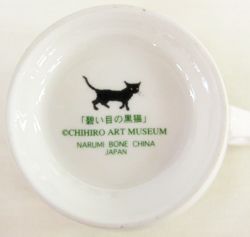 「碧い目の黒猫」
©CHIHIRO ART MUSEUM
NARUMI BONE CHINA
JAPAN